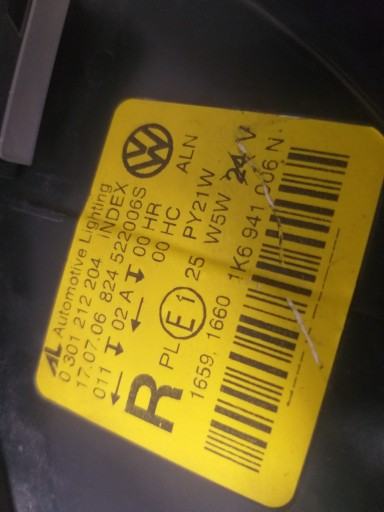 AL Automotive Lighting
0 301 212 204 INDEX ALN
17.07.06 824 522006S
011 02 A 00 HR
00 HC
R PL E1 25 PY21W
W5W 24 V
1659, 1660 1K6 941 006 N